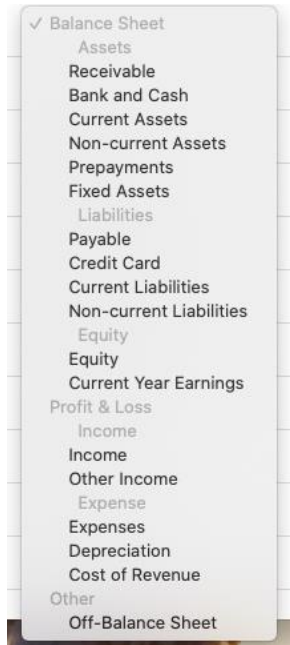 ✓ Balance Sheet
Assets
Receivable
Bank and Cash
Current Assets
Non-current Assets
Prepayments
Fixed Assets
Liabilities
Payable
Credit Card
Current Liabilities
Non-current Liabilities
Equity
Equity
Current Year Earnings
Profit & Loss
Income
Income
Other Income
Expense
Expenses
Depreciation
Cost of Revenue
Other
Off-Balance Sheet